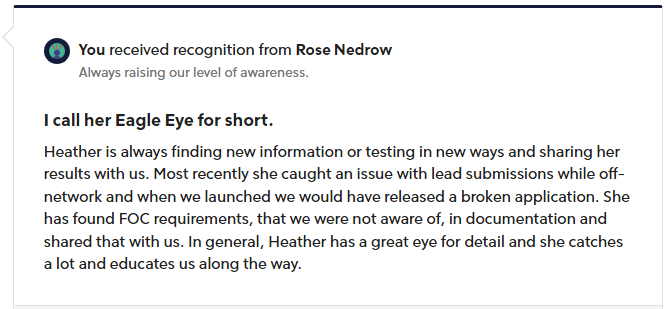 You received recognition from Rose Nedrow
Always raising our level of awareness.
I call her Eagle Eye for short.
Heather is always finding new information or testing in new ways and sharing her
results with us. Most recently she caught an issue with lead submissions while off-
network and when we launched we would have released a broken application. She
has found FOC requirements, that we were not aware of, in documentation and
shared that with us. In general, Heather has a great eye for detail and she catches
a lot and educates us along the way.